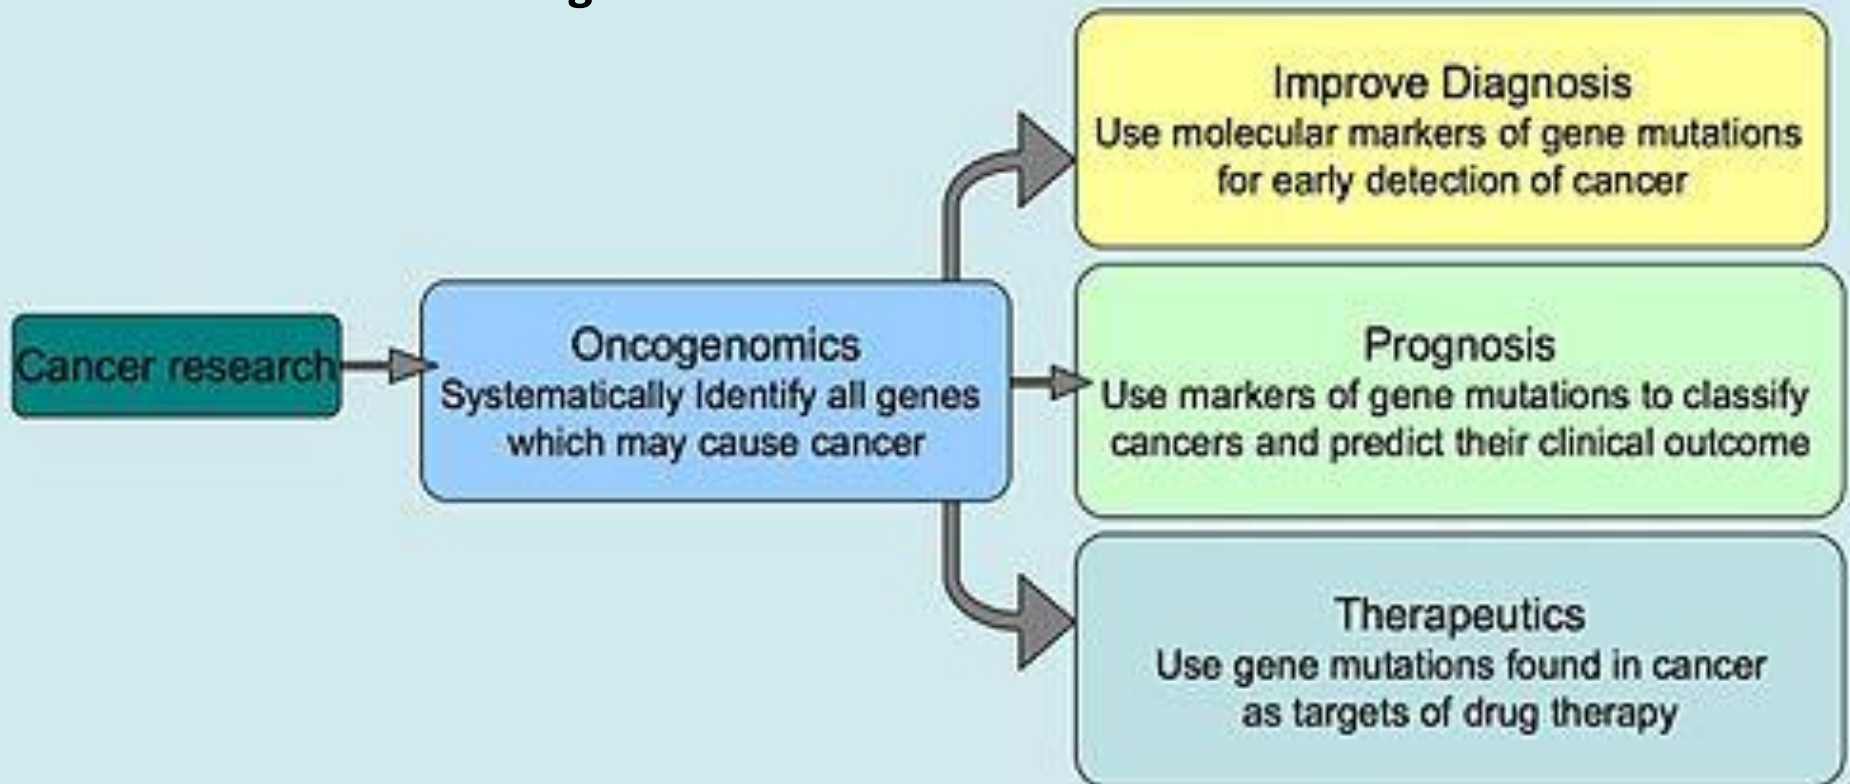 Cancer research
Oncogenomics
Systematically Identify all genes
which may cause cancer
Improve Diagnosis
Use molecular markers of gene mutations
for early detection of cancer
Prognosis
Use markers of gene mutations to classify
cancers and predict their clinical outcome
Therapeutics
Use gene mutations found in cancer
as targets of drug therapy